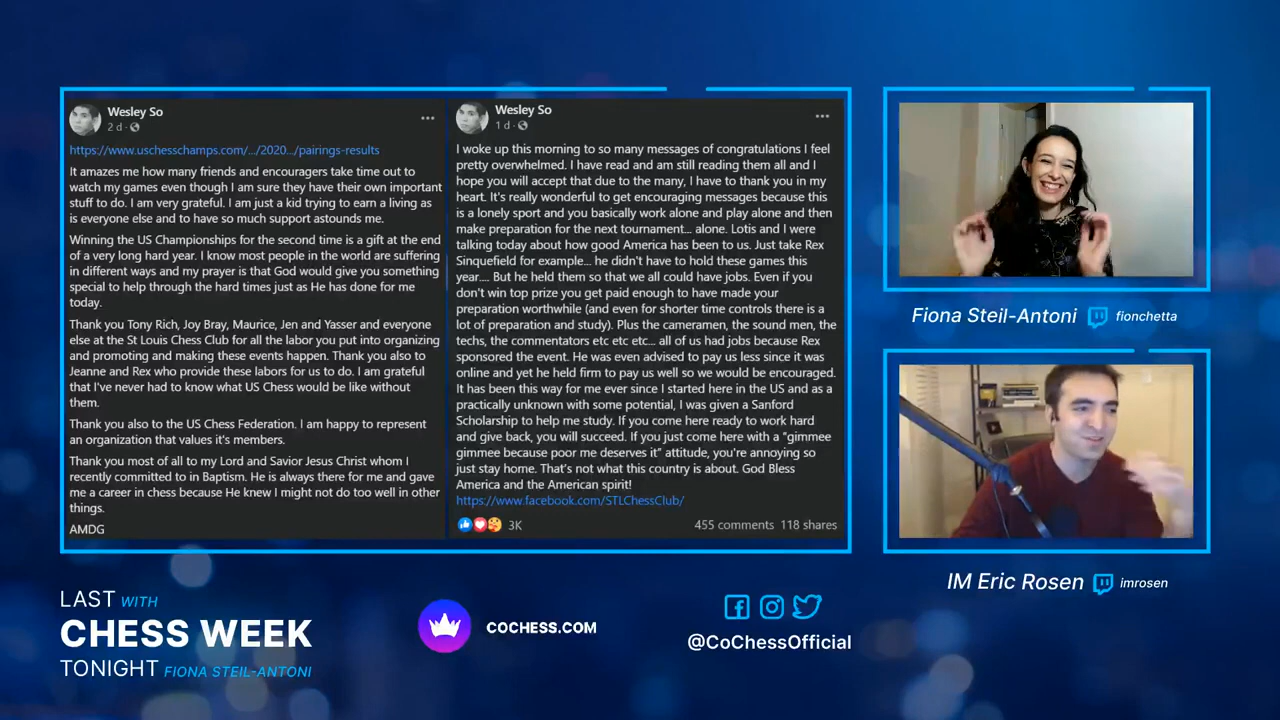 Wesley So
2 d ·
https://www.uschesschamps.com/.../2020.../pairings-results
It amazes me how many friends and encouragers take time out to
watch my games even though I am sure they have their own important
stuff to do. I am very grateful. I am just a kid trying to earn a living as
is everyone else and to have so much support astounds me.
Winning the US Championships for the second time is a gift at the end
of a very long hard year. I know most people in the world are suffering
in different ways and my prayer is that God would give you something
special to help through the hard times just as He has done for me
today.
Thank you Tony Rich, Joy Bray, Maurice, Jen and Yasser and everyone
else at the St Louis Chess Club for all the labor you put into organizing
and promoting and making these events happen. Thank you also to
Jeanne and Rex who provide these labors for us to do. I am grateful
that I've never had to know what US Chess would be like without
them.
Thank you also to the US Chess Federation. I am happy to represent
an organization that values it's members.
Thank you most of all to my Lord and Savior Jesus Christ whom I
recently committed to in Baptism. He is always there for me and gave
me a career in chess because He knew I might not do too well in other
things.
AMDG
Wesley So
1 d ·
I woke up this morning to so many messages of congratulations I feel
pretty overwhelmed. I have read and am still reading them all and I
hope you will accept that due to the many, I have to thank you in my
heart. It's really wonderful to get encouraging messages because this
is a lonely sport and you basically work alone and play alone and then
make preparation for the next tournament... alone. Lotis and I were
talking today about how good America has been to us. Just take Rex
Sinquefield for example... he didn't have to hold these games this
year.... But he held them so that we all could have jobs. Even if you
don't win top prize you get paid enough to have made your
preparation worthwhile (and even for shorter time controls there is a
lot of preparation and study). Plus the cameramen, the sound men, the
techs, the commentators etc etc etc... all of us had jobs because Rex
sponsored the event. He was even advised to pay us less since it was
online and yet he held firm to pay us well so we would be encouraged.
It has been this way for me ever since I started here in the US and as a
practically unknown with some potential, I was given a Sanford
Scholarship to help me study. If you come here ready to work hard
and give back, you will succeed. If you just come here with a "gimmee
gimmee because poor me deserves it" attitude, you're annoying so
just stay home. That's not what this country is about. God Bless
America and the American spirit!
https://www.facebook.com/STLChessClub/
3K
455 comments 118 shares
Fiona Steil-Antoni fionchetta
IM Eric Rosen imrosen
LAST WITH
CHESS WEEK
TONIGHT FIONA STEIL-ANTONI
COCHESS.COM
@CoChessOfficial